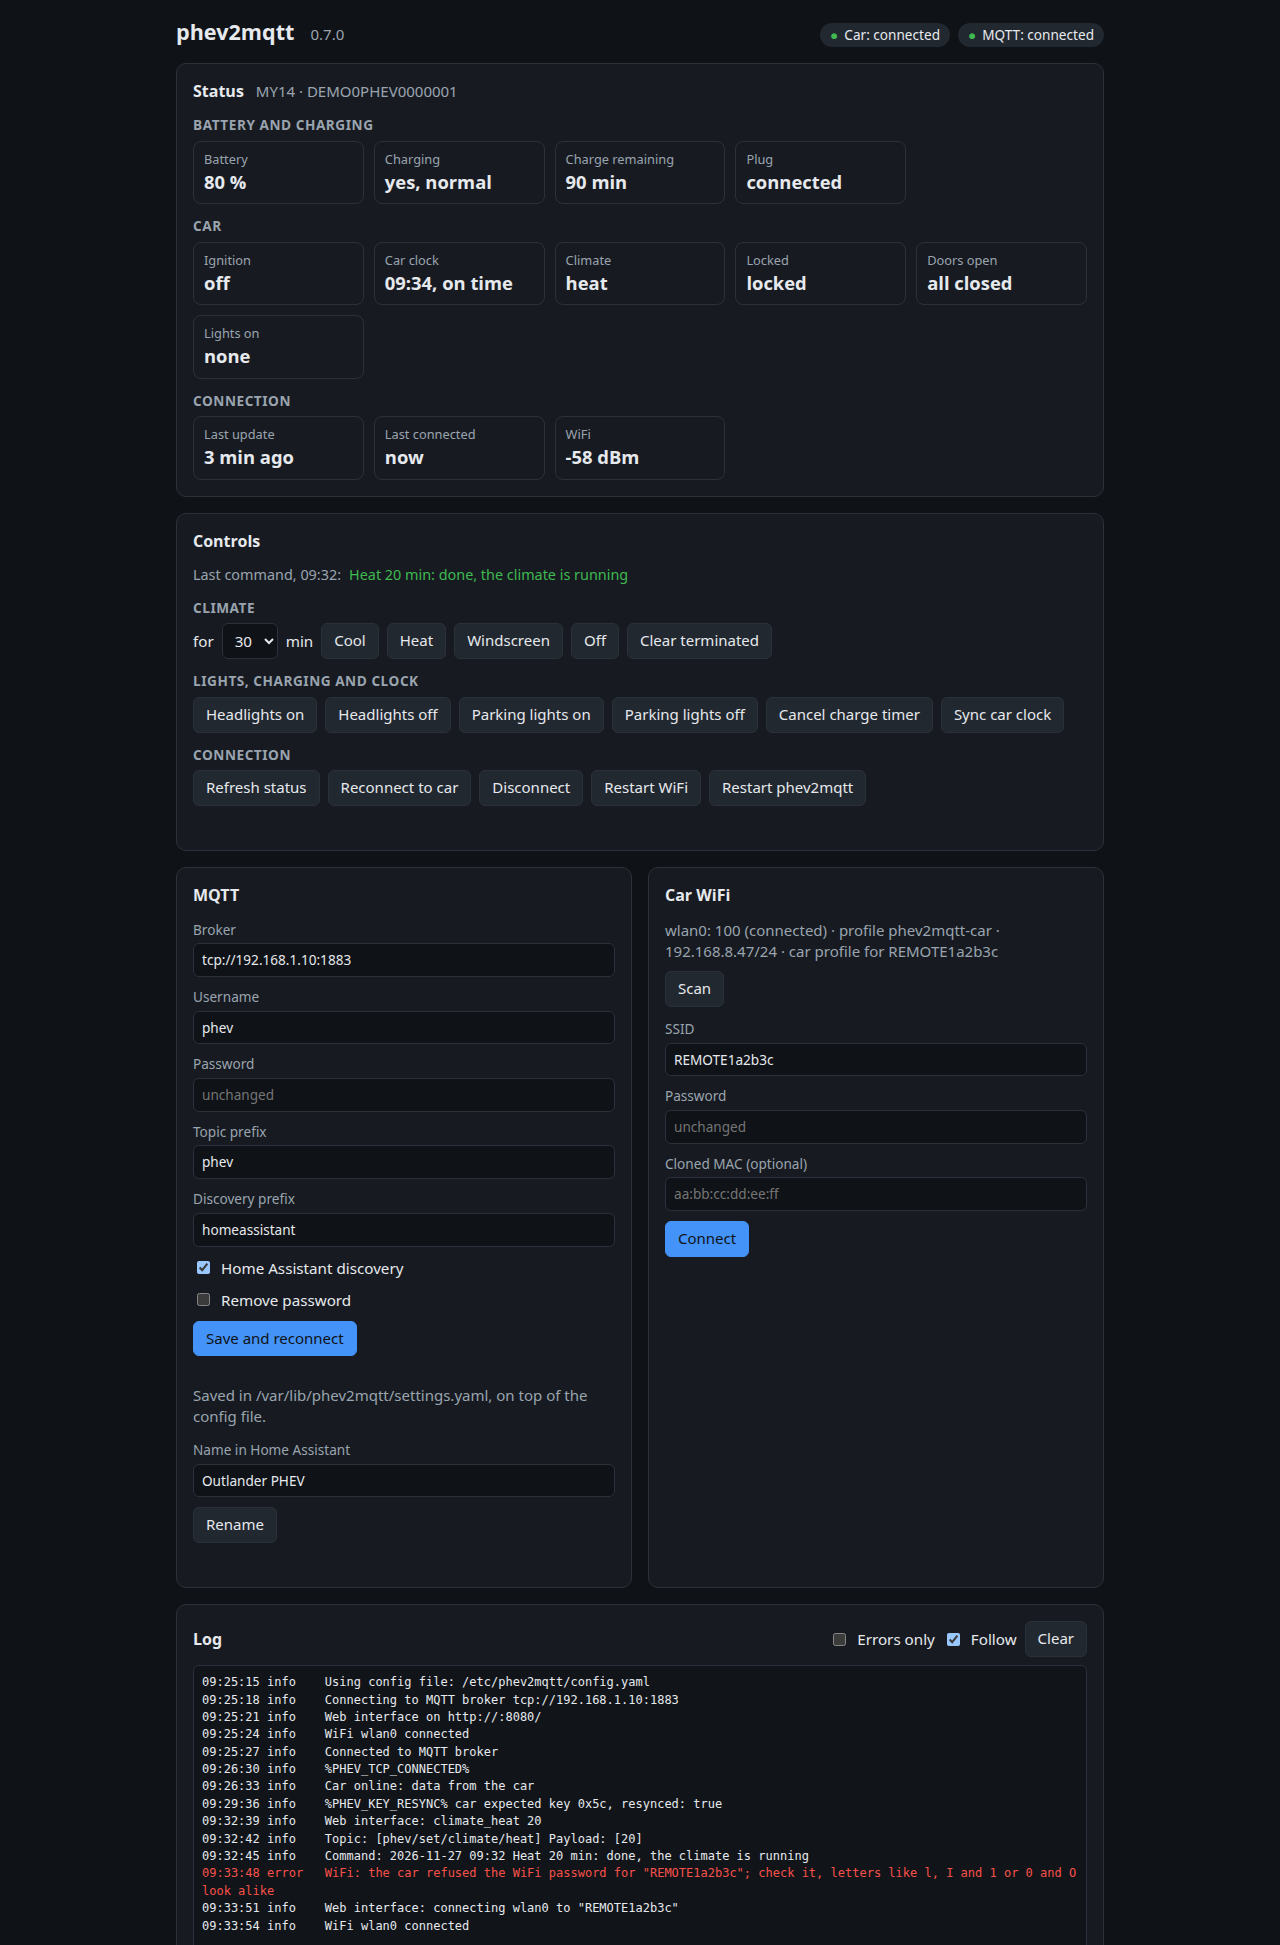 phev2mqtt 0.7.0
Car: connected
MQTT: connected
Status MY14 · DEMO0PHEV0000001
BATTERY AND CHARGING
Battery
80 %
Charging
yes, normal
Charge remaining
90 min
Plug
connected
CAR
Ignition
off
Car clock
09:34, on time
Climate
heat
Locked
locked
Doors open
all closed
Lights on
none
CONNECTION
Last update
3 min ago
Last connected
now
WiFi
-58 dBm
Controls
Last command, 09:32: Heat 20 min: done, the climate is running
CLIMATE
for 30 min Cool Heat Windscreen Off Clear terminated
LIGHTS, CHARGING AND CLOCK
Headlights on Headlights off Parking lights on Parking lights off Cancel charge timer Sync car clock
CONNECTION
Refresh status Reconnect to car Disconnect Restart WiFi Restart phev2mqtt
MQTT
Broker
tcp://192.168.1.10:1883
Username
phev
Password
unchanged
Topic prefix
phev
Discovery prefix
homeassistant
Home Assistant discovery
Remove password
Save and reconnect
Saved in /var/lib/phev2mqtt/settings.yaml, on top of the
config file.
Name in Home Assistant
Outlander PHEV
Rename
Car WiFi
wlan0: 100 (connected) · profile phev2mqtt-car ·
192.168.8.47/24 · car profile for REMOTE1a2b3c
Scan
SSID
REMOTE1a2b3c
Password
unchanged
Cloned MAC (optional)
aa:bb:cc:dd:ee:ff
Connect
Log
Errors only Follow Clear
09:25:15 info Using config file: /etc/phev2mqtt/config.yaml
09:25:18 info Connecting to MQTT broker tcp://192.168.1.10:1883
09:25:21 info Web interface on http://:8080/
09:25:24 info WiFi wlan0 connected
09:25:27 info Connected to MQTT broker
09:26:30 info %PHEV_TCP_CONNECTED%
09:26:33 info Car online: data from the car
09:29:36 info %PHEV_KEY_RESYNC% car expected key 0x5c, resynced: true
09:32:39 info Web interface: climate_heat 20
09:32:42 info Topic: [phev/set/climate/heat] Payload: [20]
09:32:45 info Command: 2026-11-27 09:32 Heat 20 min: done, the climate is running
09:33:48 error WiFi: the car refused the WiFi password for "REMOTE1a2b3c"; check it, letters like l, I and 1 or 0 and O
look alike
09:33:51 info Web interface: connecting wlan0 to "REMOTE1a2b3c"
09:33:54 info WiFi wlan0 connected